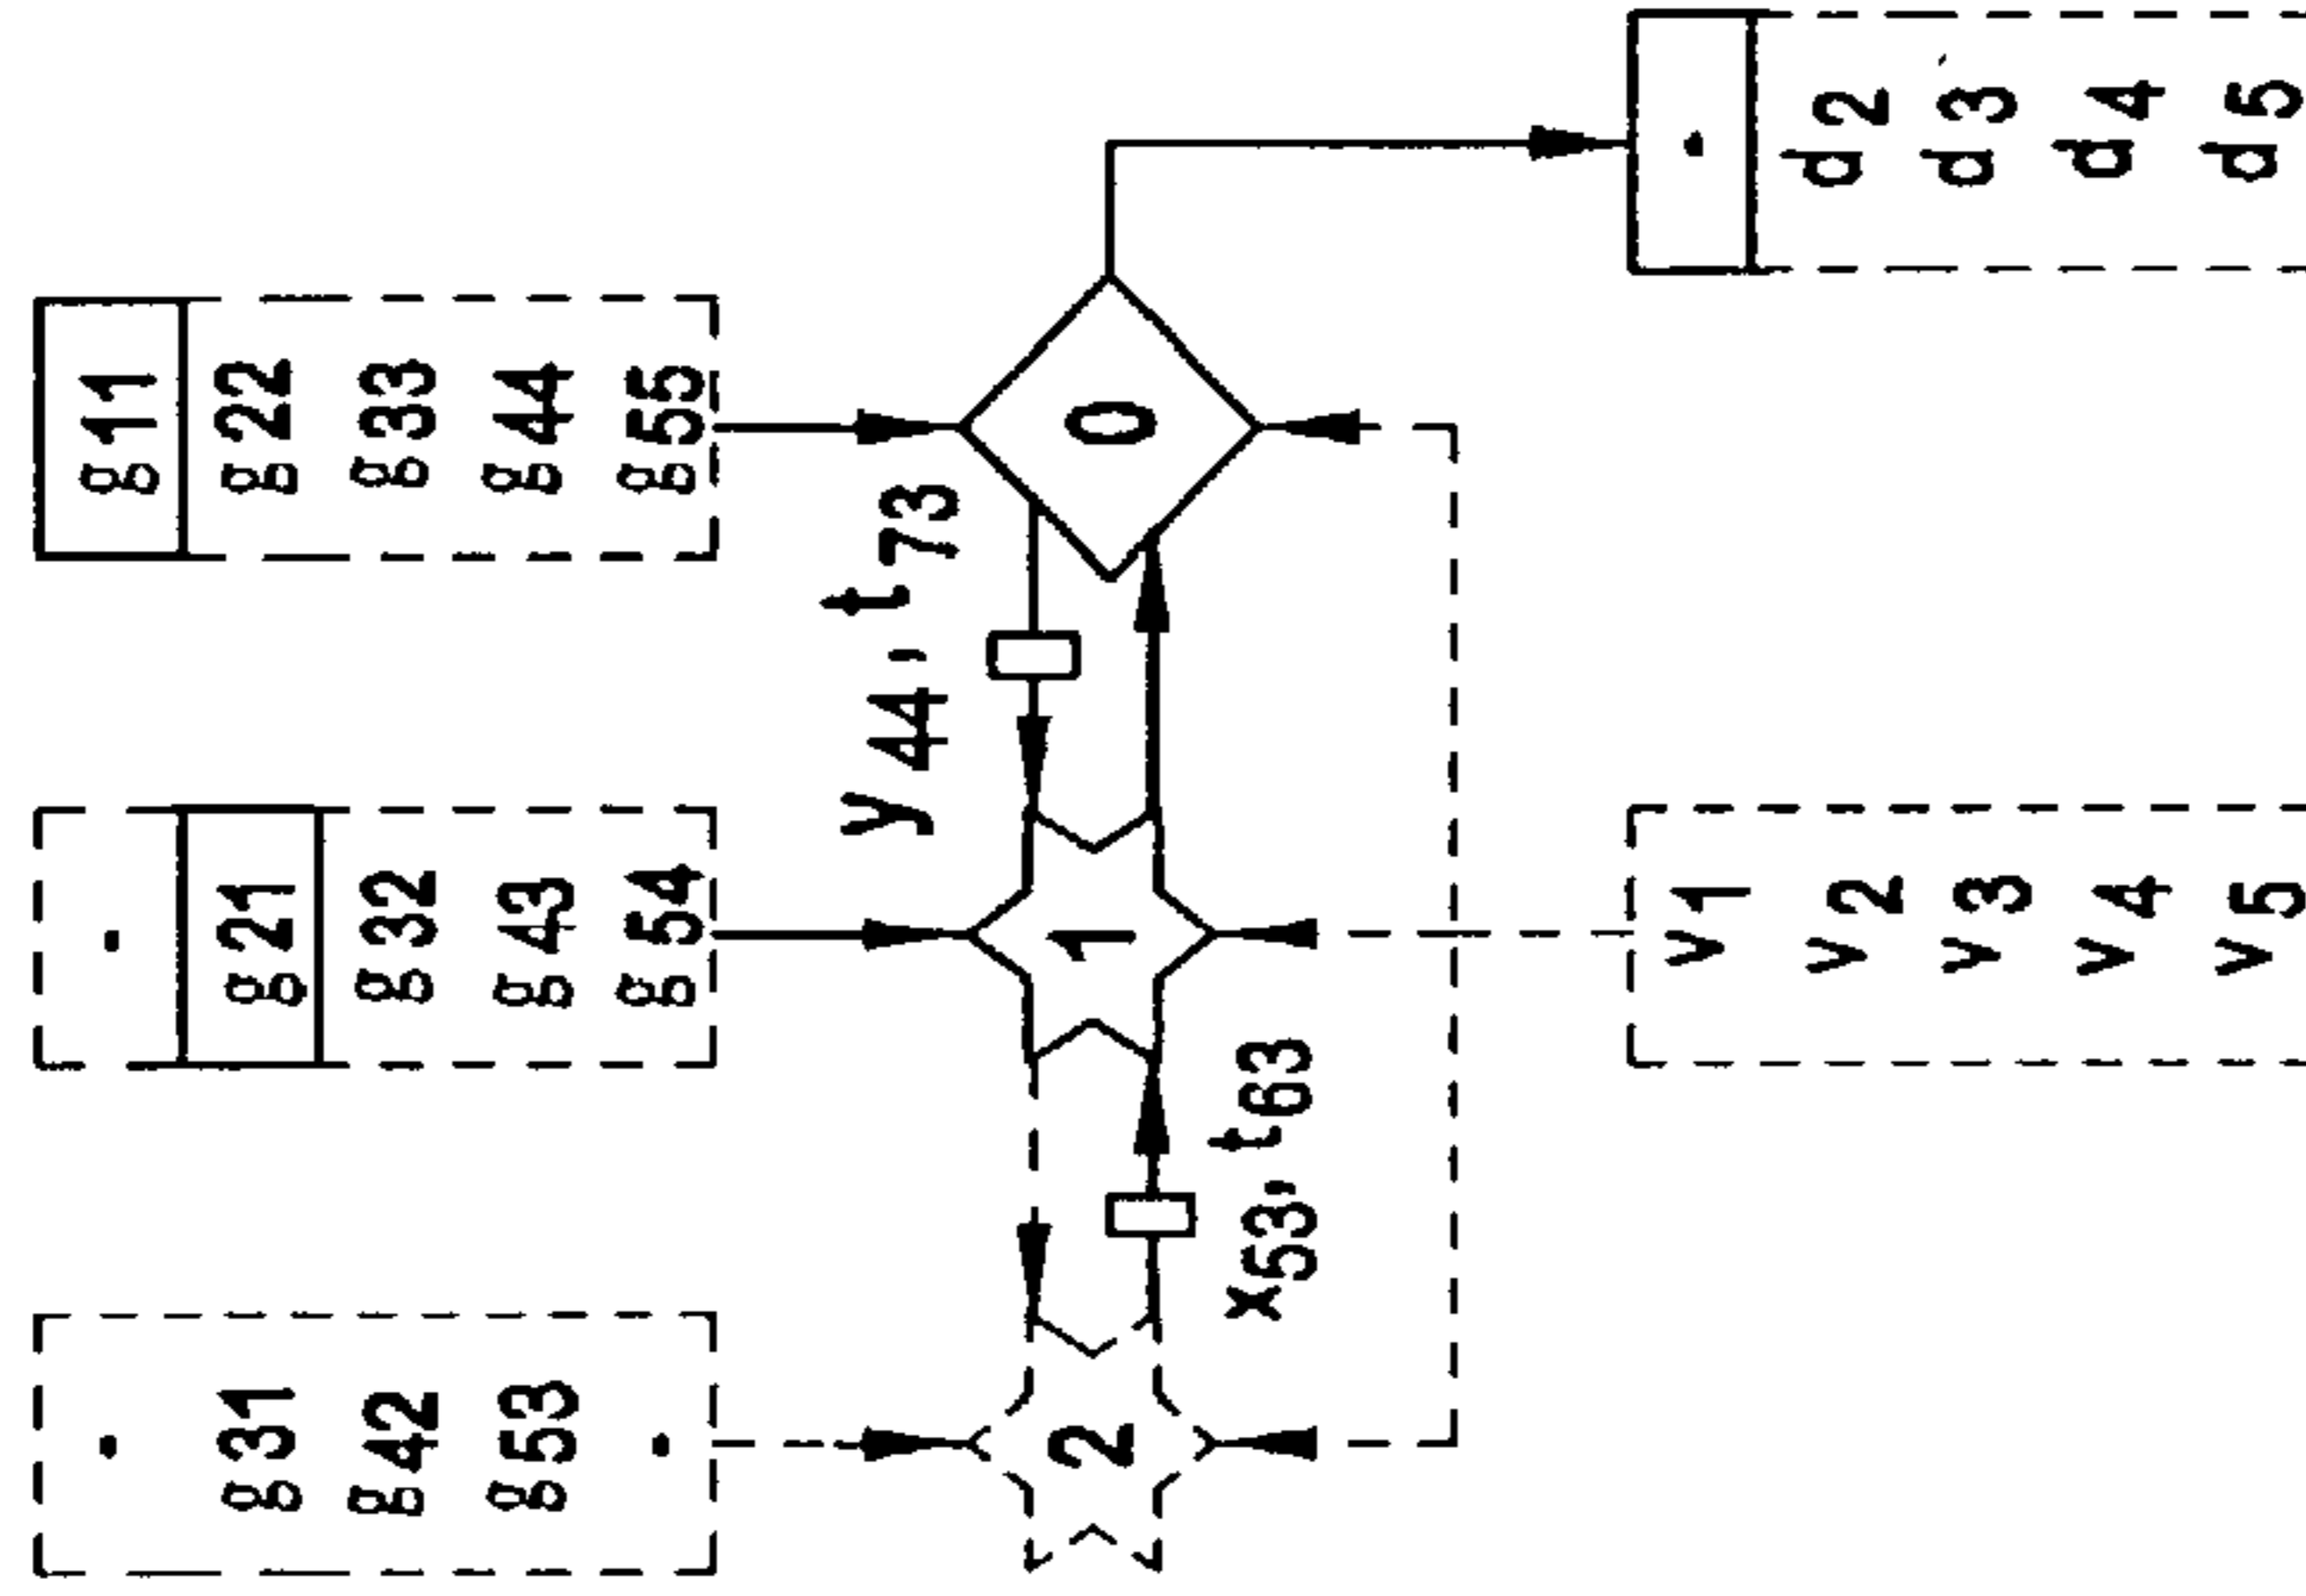 .
g31
g42
g53
.
.
g21
g32
g43
g54
g11
g22
g33
g44
g55
y44, t73
2
1
0
x53, t63
v1
v2
v3
v4
v5
.
d2
d3
d4
d5